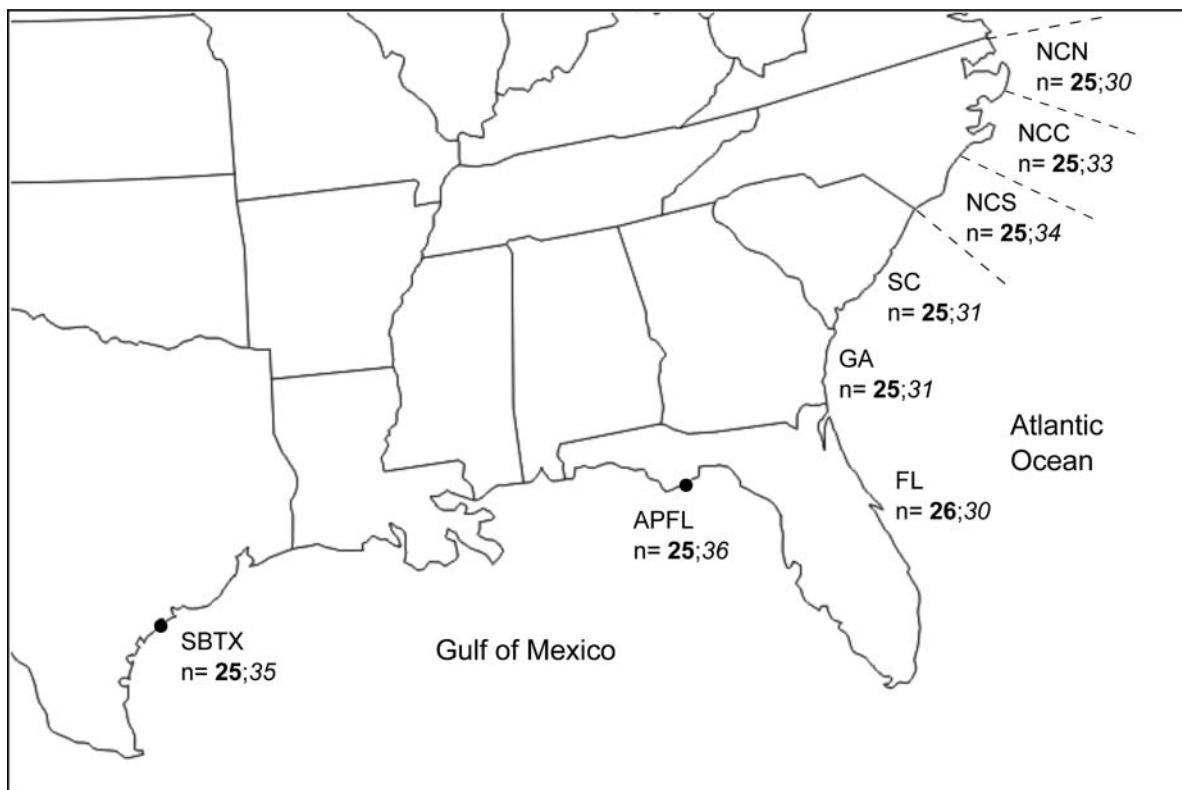 NCN
n= 25;30
NCC
n= 25;33
NCS
n= 25;34
SC
n= 25;31
GA
n= 25;31
Atlantic
Ocean
FL
n= 26;30
APFL
n= 25;36
SBTX
n= 25;35
Gulf of Mexico